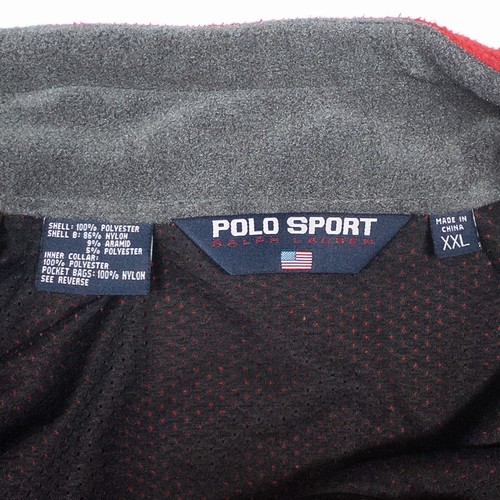 SHELL: 100% POLYESTER
SHELL B: 86% NYLON
9% ARAMID
5% POLYESTER
INNER COLLAR:
100% POLYESTER
POCKET BAGS: 100% NYLON
SEE REVERSE
POLO SPORT
RALPH LAUREN
MADE IN
CHINA
XXL